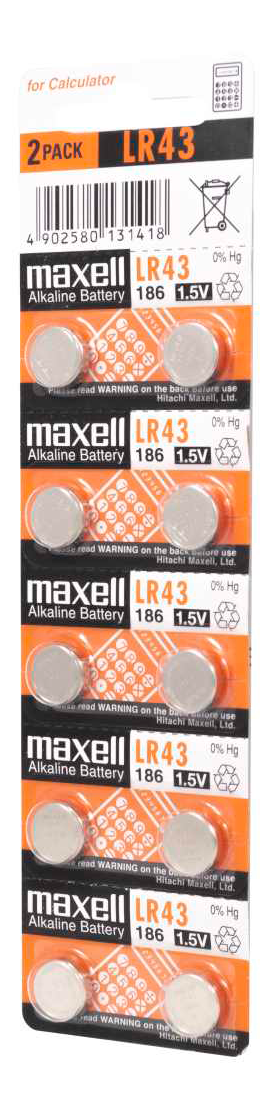 for Calculator
2PACK LR43
4 902580 131418
maxell LR43 0% Hg
Alkaline Battery 186 1.5V
Please read WARNING on the back before use
Hitachi Maxell, Ltd.
maxell LR43 0% Hg
Alkaline Battery 186 1.5V
Please read WARNING on the back before use
Hitachi Maxell, Ltd.
maxell LR43 0% Hg
Alkaline Battery 186 1.5V
Please read WARNING on the back before use
Hitachi Maxell, Ltd.
maxell LR43 0% Hg
Alkaline Battery 186 1.5V
read WARNING on the back before use
Hitachi Maxell, Ltd.
maxell LR43 0% Hg
Alkaline Battery 186 1.5V
read WARNING on the back before use
Hitachi Maxell, Ltd.